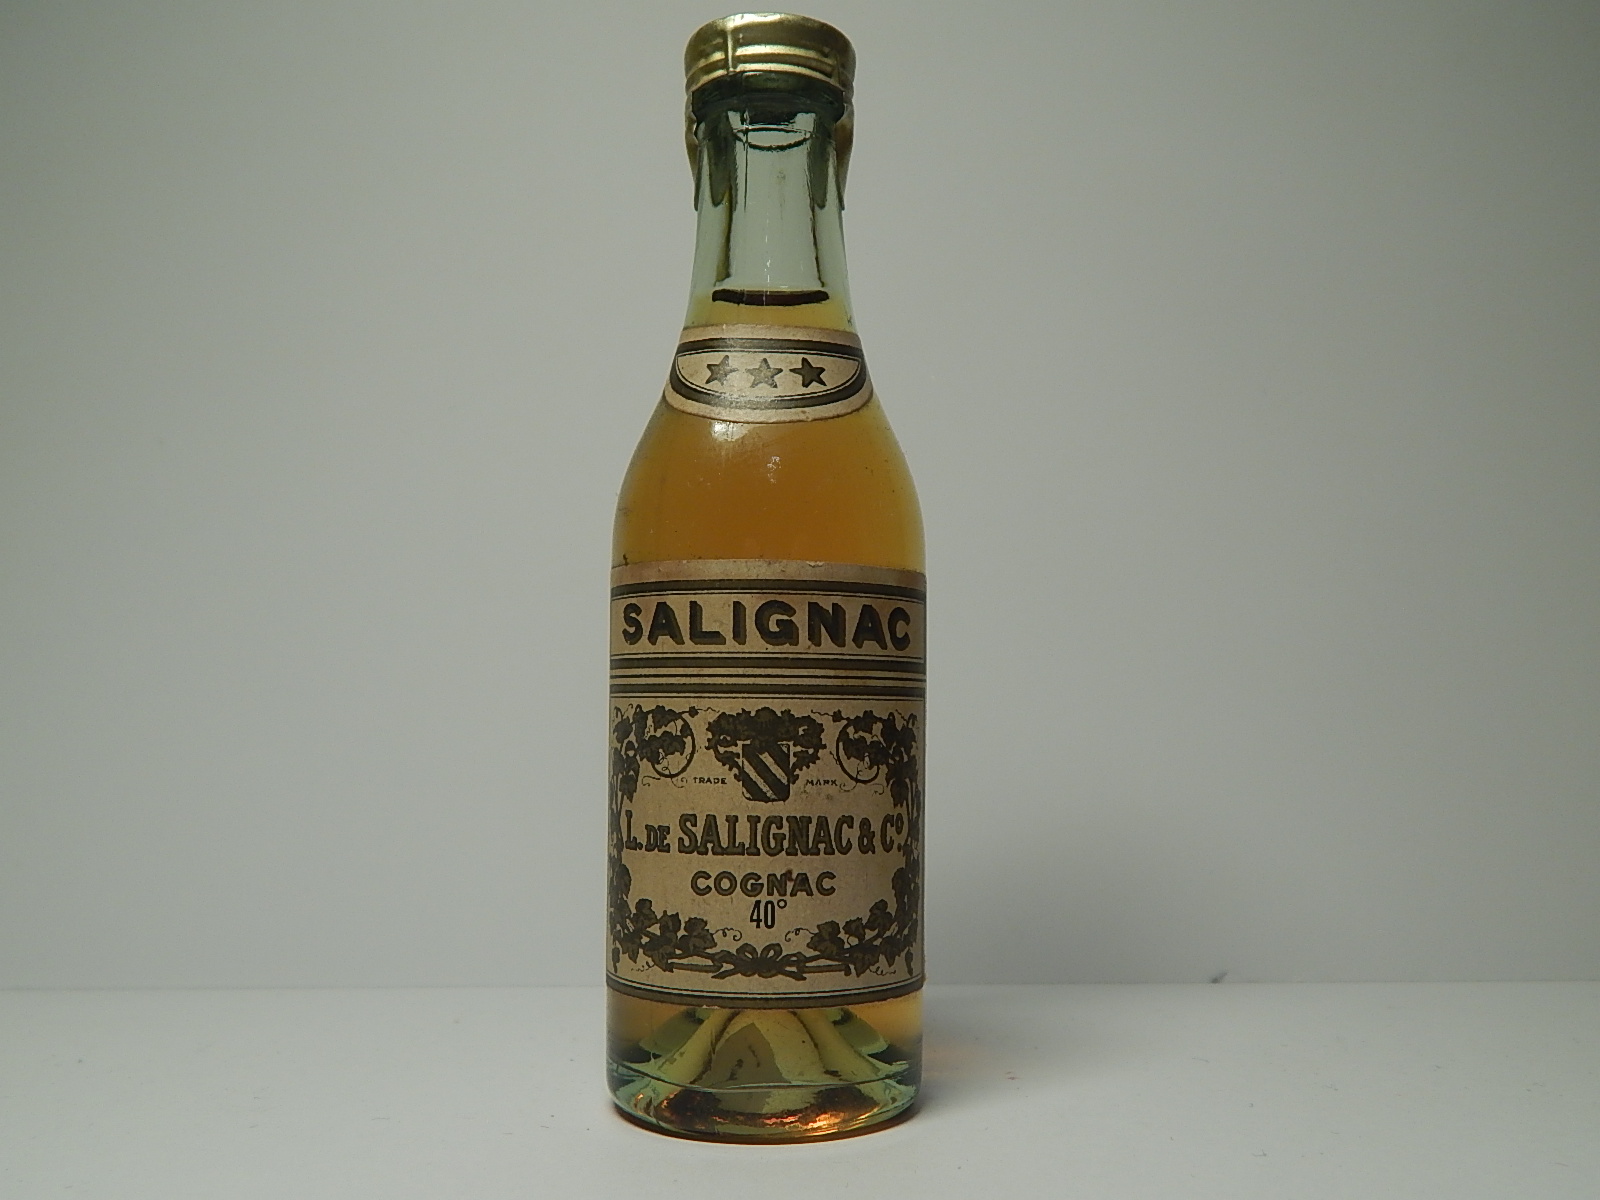 SALIGNAC
TRADE MARK
L. DE SALIGNAC & Cº.
COGNAC
40°